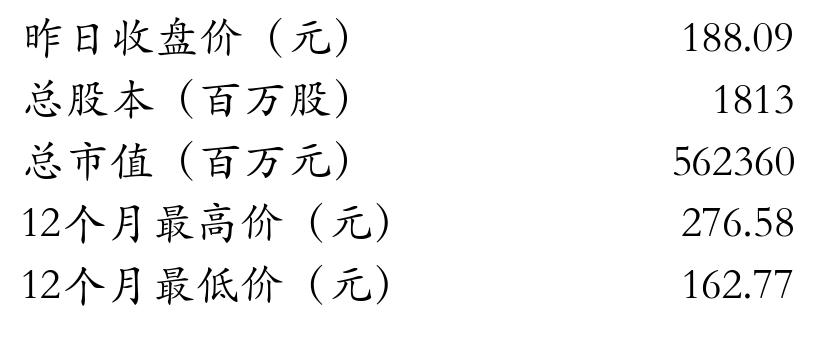 昨日收盘价（元） 188.09
总股本（百万股） 1813
总市值（百万元） 562360
12个月最高价（元） 276.58
12个月最低价（元） 162.77